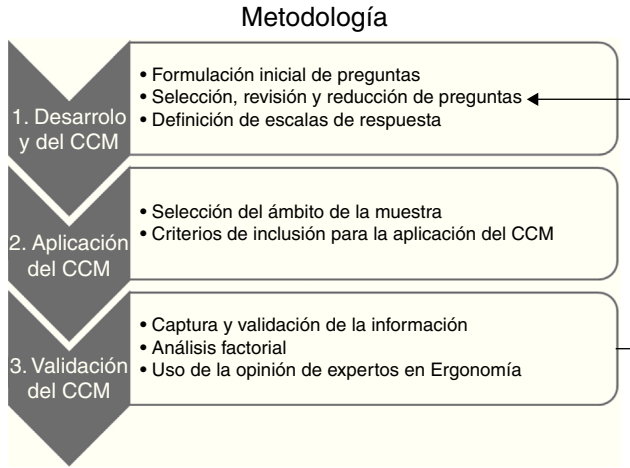 Metodología
1. Desarrolo
y del CCM
• Formulación inicial de preguntas
• Selección, revisión y reducción de preguntas
• Definición de escalas de respuesta
2. Aplicación
del CCM
• Selección del ámbito de la muestra
• Criterios de inclusión para la aplicación del CCM
3. Validación
del CCM
• Captura y validación de la información
• Análisis factorial
• Uso de la opinión de expertos en Ergonomía